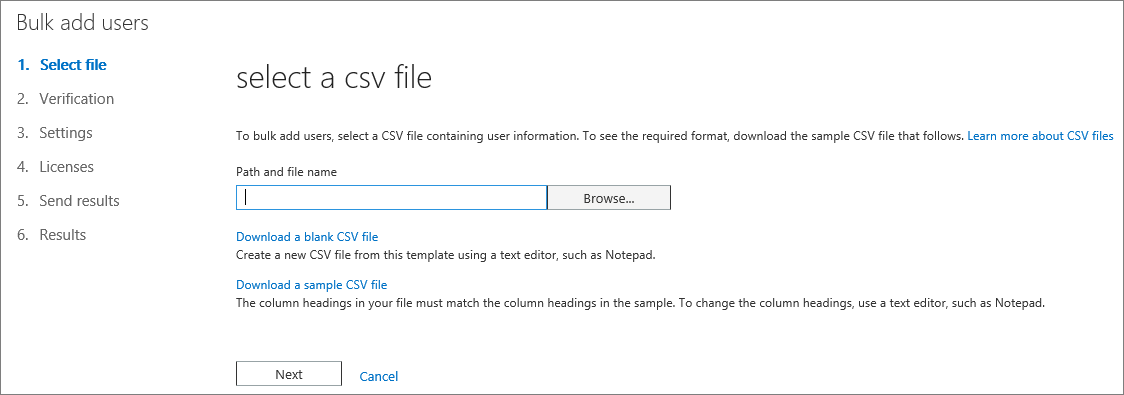 Bulk add users
1. Select file
2. Verification
3. Settings
4. Licenses
5. Send results
6. Results
select a csv file
To bulk add users, select a CSV file containing user information. To see the required format, download the sample CSV file that follows. Learn more about CSV files
Path and file name
Browse...
Download a blank CSV file
Create a new CSV file from this template using a text editor, such as Notepad.
Download a sample CSV file
The column headings in your file must match the column headings in the sample. To change the column headings, use a text editor, such as Notepad.
Next
Cancel